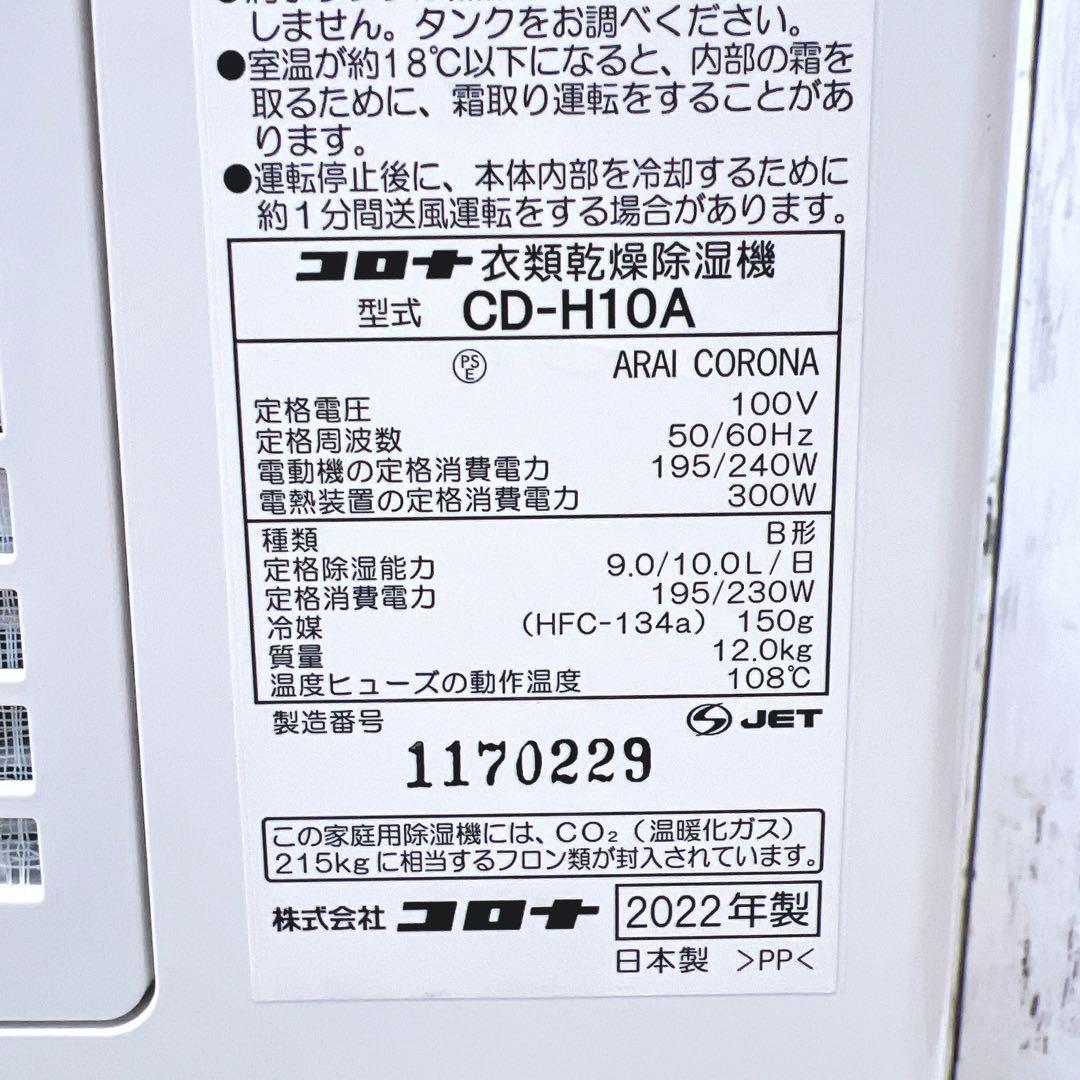 しません。タンクをお調べください。
●室温が約18℃以下になると、内部の霜を
取るために、霜取り運転をすることがあ
ります。
●運転停止後に、本体内部を冷却するために
約1分間送風運転をする場合があります。
コロナ 衣類乾燥除湿機
型式 CD-H10A
PSE ARAI CORONA
定格電圧 100V
定格周波数 50/60Hz
電動機の定格消費電力 195/240W
電熱装置の定格消費電力 300W
種類 B形
定格除湿能力 9.0/10.0L/日
定格消費電力 195/230W
冷媒 (HFC-134a) 150g
質量 12.0kg
温度ヒューズの動作温度 108℃
製造番号 JET
1170229
この家庭用除湿機には、CO₂(温暖化ガス)
215kgに相当するフロン類が封入されています。
株式会社 コロナ 2022年製
日本製 >PP<